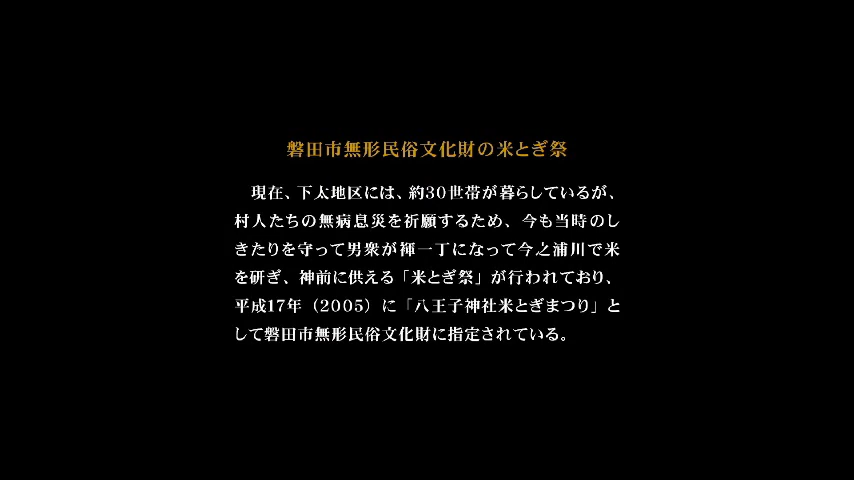 磐田市無形民俗文化財の米とぎ祭
現在、下太地区には、約30世帯が暮らしているが、
村人たちの無病息災を祈願するため、今も当時のし
きたりを守って男衆が褌一丁になって今之浦川で米
を研ぎ、神前に供える「米とぎ祭」が行われており、
平成17年（2005）に「八王子神社米とぎまつり」と
して磐田市無形民俗文化財に指定されている。